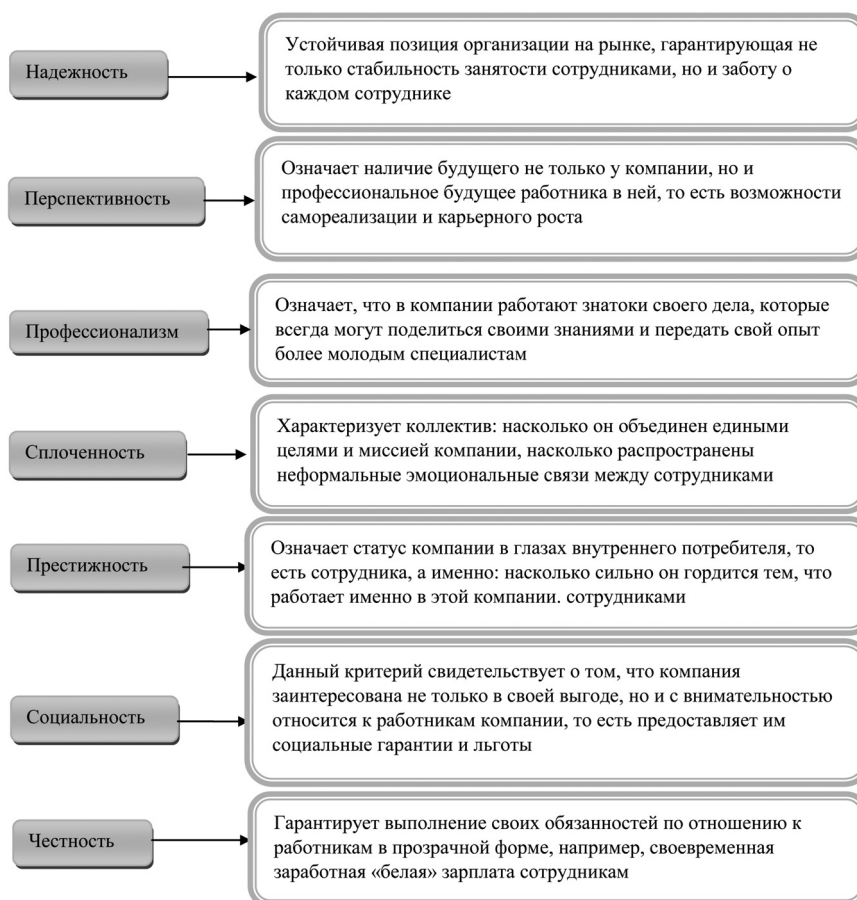 Надежность
Устойчивая позиция организации на рынке, гарантирующая не
только стабильность занятости сотрудниками, но и заботу о
каждом сотруднике
Перспективность
Означает наличие будущего не только у компании, но и
профессиональное будущее работника в ней, то есть возможности
самореализации и карьерного роста
Профессионализм
Означает, что в компании работают знатоки своего дела, которые
всегда могут поделиться своими знаниями и передать свой опыт
более молодым специалистам
Сплоченность
Характеризует коллектив: насколько он объединен едиными
целями и миссией компании, насколько распространены
неформальные эмоциональные связи между сотрудниками
Престижность
Означает статус компании в глазах внутреннего потребителя, то
есть сотрудника, а именно: насколько сильно он гордится тем, что
работает именно в этой компании. сотрудниками
Социальность
Данный критерий свидетельствует о том, что компания
заинтересована не только в своей выгоде, но и с внимательностью
относится к работникам компании, то есть предоставляет им
социальные гарантии и льготы
Честность
Гарантирует выполнение своих обязанностей по отношению к
работникам в прозрачной форме, например, своевременная
заработная «белая» зарплата сотрудникам